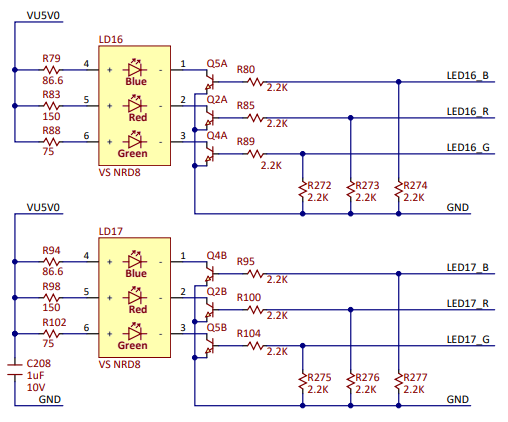 VU5V0
LD16
R79
86.6
4
+
-
1
Blue
Q5A
R80
2.2K
LED16_B
R83
150
5
+
-
2
Red
Q2A
R85
2.2K
LED16_R
R88
75
6
+
-
3
Green
Q4A
R89
2.2K
LED16_G
VS NRD8
R272
2.2K
R273
2.2K
R274
2.2K
GND
VU5V0
LD17
R94
86.6
4
+
-
1
Blue
Q4B
R95
2.2K
LED17_B
R98
150
5
+
-
2
Red
Q2B
R100
2.2K
LED17_R
R102
75
6
+
-
3
Green
Q5B
R104
2.2K
LED17_G
VS NRD8
C208
1uF
10V
GND
R275
2.2K
R276
2.2K
R277
2.2K
GND